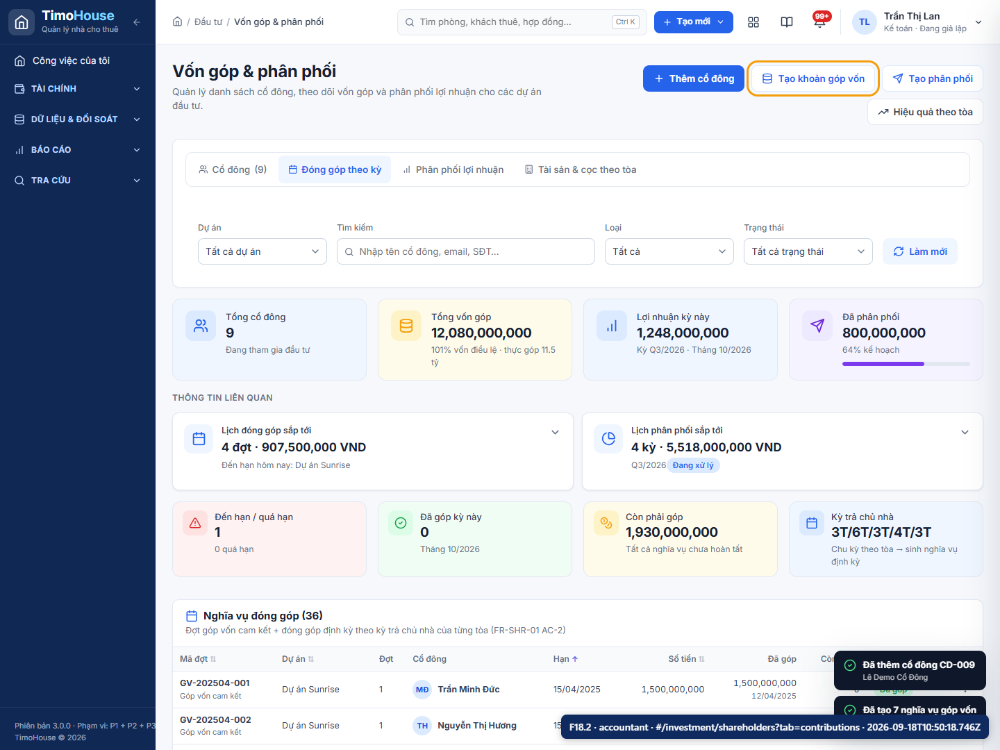 TimoHouse
Quản lý nhà cho thuê
Công việc của tôi
TÀI CHÍNH
DỮ LIỆU & ĐỐI SOÁT
BÁO CÁO
TRA CỨU
Phiên bản 3.0.0 · Phạm vi: P1 + P2 + P3
TimoHouse © 2026
/ Đầu tư / Vốn góp & phân phối
Tìm phòng, khách thuê, hợp đồng...
Ctrl K
Tạo mới
99+
TL
Trần Thị Lan
Kế toán · Đang giả lập
Vốn góp & phân phối
Quản lý danh sách cổ đông, theo dõi vốn góp và phân phối lợi nhuận cho các dự án
đầu tư.
Thêm cổ đông
Tạo khoản góp vốn
Tạo phân phối
Hiệu quả theo tòa
Cổ đông (9)
Đóng góp theo kỳ
Phân phối lợi nhuận
Tài sản & cọc theo tòa
Dự án
Tìm kiếm
Loại
Trạng thái
Tất cả dự án
Nhập tên cổ đông, email, SĐT...
Tất cả
Tất cả trạng thái
Làm mới
Tổng cổ đông
9
Đang tham gia đầu tư
Tổng vốn góp
12,080,000,000
101% vốn điều lệ · thực góp 11.5
tỷ
Lợi nhuận kỳ này
1,248,000,000
Kỳ Q3/2026 · Tháng 10/2026
Đã phân phối
800,000,000
64% kế hoạch
THÔNG TIN LIÊN QUAN
Lịch đóng góp sắp tới
4 đợt · 907,500,000 VND
Đến hạn hôm nay: Dự án Sunrise
Lịch phân phối sắp tới
4 kỳ · 5,518,000,000 VND
Q3/2026 Đang xử lý
Đến hạn / quá hạn
1
0 quá hạn
Đã góp kỳ này
0
Tháng 10/2026
Còn phải góp
1,930,000,000
Tất cả nghĩa vụ chưa hoàn tất
Kỳ trả chủ nhà
3T/6T/3T/4T/3T
Chu kỳ theo tòa → sinh nghĩa vụ
định kỳ
Nghĩa vụ đóng góp (36)
Đợt góp vốn cam kết + đóng góp định kỳ theo kỳ trả chủ nhà của từng tòa (FR-SHR-01 AC-2)
Mã đợt ⇅ Dự án ⇅ Đợt Cổ đông Hạn ↑ Số tiền ⇅ Đã góp
GV-202504-001
Góp vốn cam kết
Dự án Sunrise
1
MĐ Trần Minh Đức
15/04/2025
1,500,000,000
1,500,000,000
12/04/2025
GV-202504-002
Góp vốn cam kết
Dự án Sunrise
1
TH Nguyễn Thị Hương
Đã thêm cổ đông CD-009
Lê Demo Cổ Đông
Đã tạo 7 nghĩa vụ góp vốn
F18.2 · accountant · #/investment/shareholders?tab=contributions · 2026-09-18T10:50:18.746Z